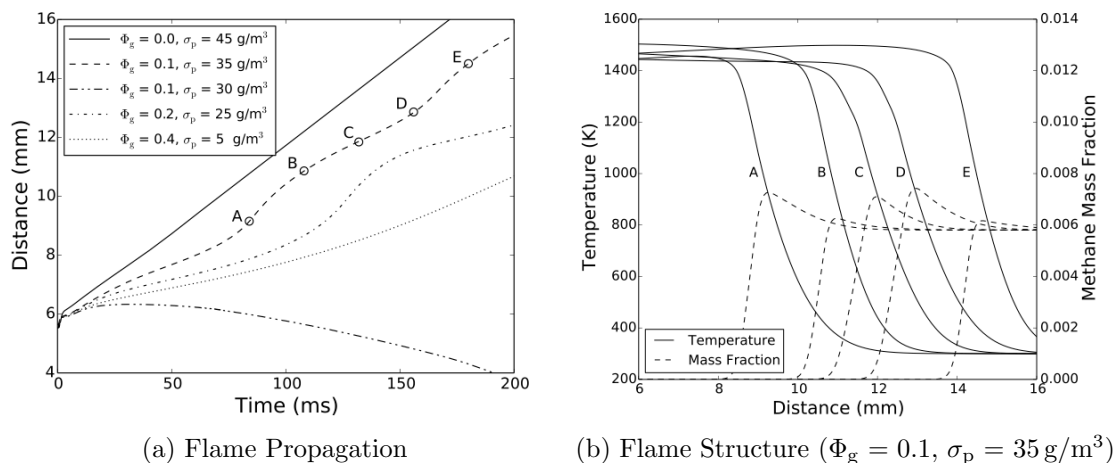 16
14
12
10
8
6
4
Distance (mm)
0
50
100
150
200
Time (ms)
Φg = 0.0, σp = 45 g/m³
Φg = 0.1, σp = 35 g/m³
Φg = 0.1, σp = 30 g/m³
Φg = 0.2, σp = 25 g/m³
Φg = 0.4, σp = 5 g/m³
A
B
C
D
E
(a) Flame Propagation
1600
1400
1200
1000
800
600
400
200
Temperature (K)
6
8
10
12
14
16
Distance (mm)
0.014
0.012
0.010
0.008
0.006
0.004
0.002
0.000
Methane Mass Fraction
A
B
C
D
E
Temperature
Mass Fraction
(b) Flame Structure (Φg = 0.1, σp = 35 g/m³)